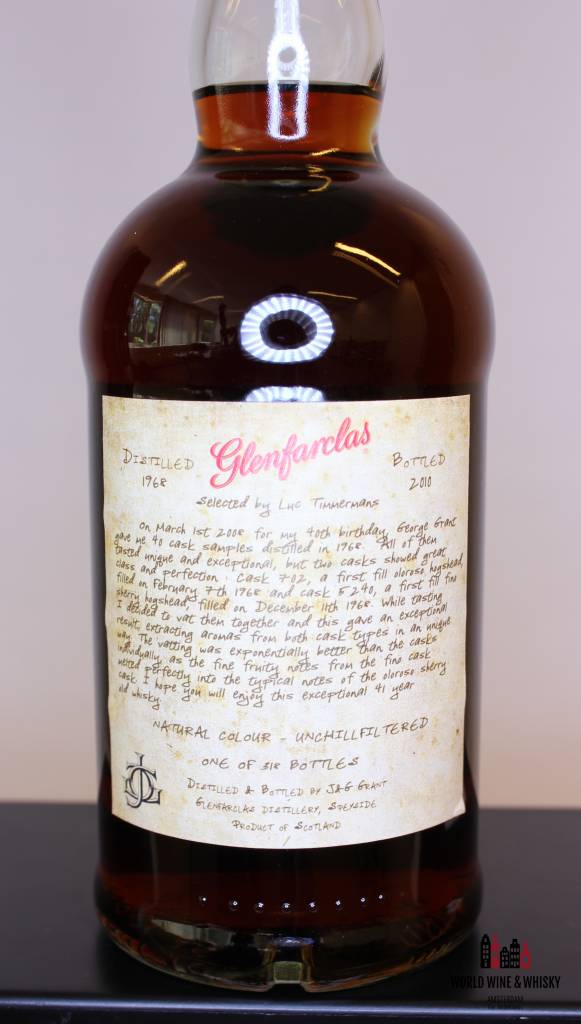 Glenfarclas
DISTILLED
1968
BOTTLED
2010
Selected by Luc Timmermans
On March 1st 2008 for my 40th birthday, George Grant
gave me 40 cask samples distilled in 1968. All of them
tasted unique and exceptional, but two casks showed great
class and perfection: Cask 702, a first fill oloroso hogshead,
filled on February 7th 1968 and cask 5240, a first fill fino
sherry hogshead, filled on December 11th 1968. While tasting
I decided to vat them together and this gave an exceptional
result, extracting aromas from both cask types in an unique
way. The vatting was exponentially better than the casks
individually, as the fine fruity notes from the fino cask
melted perfectly into the typical notes of the oloroso sherry
cask. I hope you will enjoy this exceptional 41 year
old whisky.
NATURAL COLOUR - UNCHILLFILTERED
ONE OF 318 BOTTLES
DISTILLED & BOTTLED BY J&G GRANT
GLENFARCLAS DISTILLERY, SPEYSIDE
PRODUCT OF SCOTLAND
WORLD WINE & WHISKY
AMSTERDAM